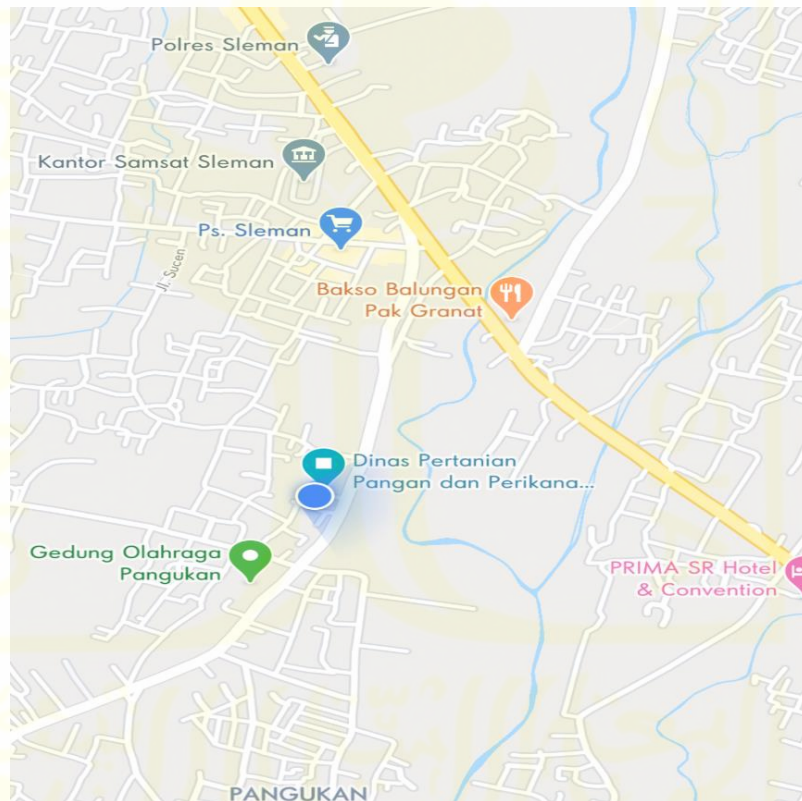 Polres Sleman
Kantor Samsat Sleman
Ps. Sleman
Jl. Sucen
Bakso Balungan
Pak Granat
Dinas Pertanian
Pangan dan Perikana...
Gedung Olahraga
Pangukan
PRIMA SR Hotel
& Convention
PANGUKAN